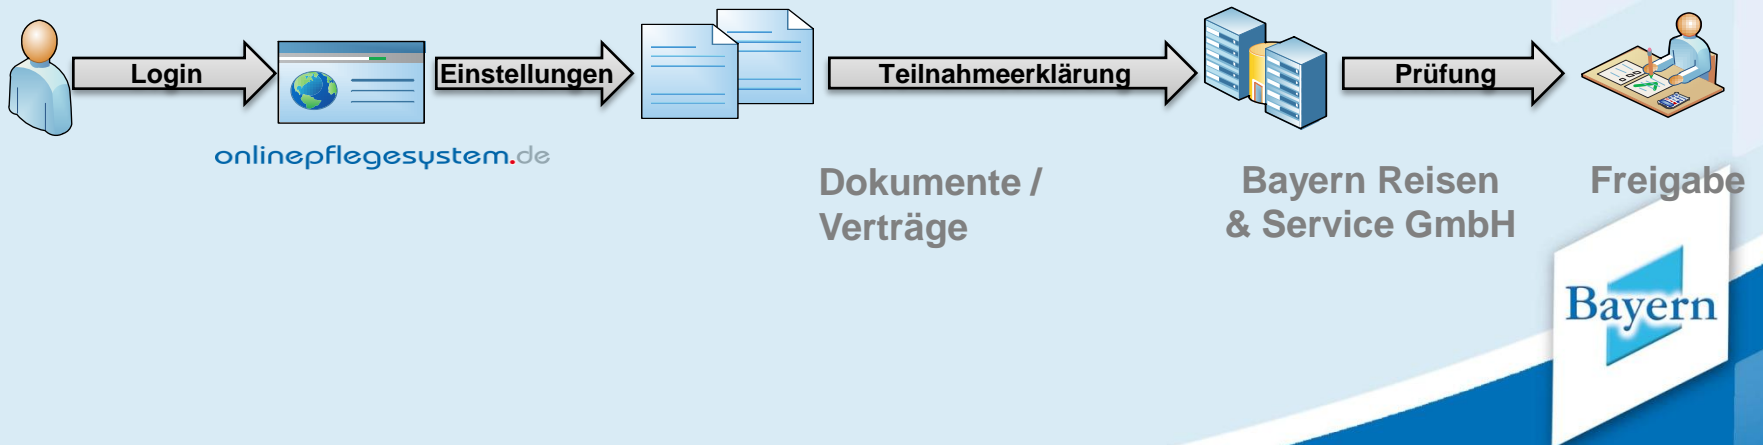 Login
Einstellungen
Teilnahmeerklärung
Prüfung
onlinepflegesystem.de
Dokumente /
Verträge
Bayern Reisen
& Service GmbH
Freigabe
Bayern